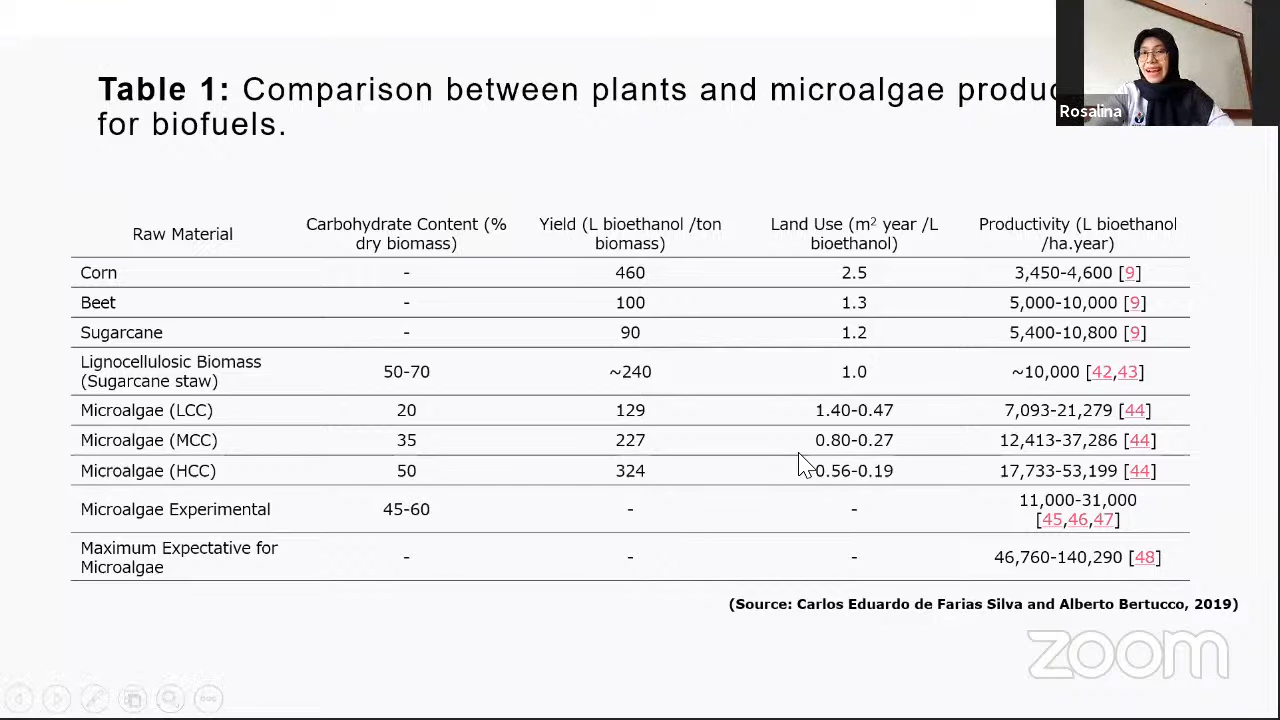 Table 1: Comparison between plants and microalgae
for biofuels.
Rosalina
Raw Material Carbohydrate Content (% dry biomass) Yield (L bioethanol /ton biomass) Land Use (m² year /L bioethanol) Productivity (L bioethanol /ha.year)
Corn - 460 2.5 3,450-4,600 [9]
Beet - 100 1.3 5,000-10,000 [9]
Sugarcane - 90 1.2 5,400-10,800 [9]
Lignocellulosic Biomass (Sugarcane staw) 50-70 ~240 1.0 ~10,000 [42,43]
Microalgae (LCC) 20 129 1.40-0.47 7,093-21,279 [44]
Microalgae (MCC) 35 227 0.80-0.27 12,413-37,286 [44]
Microalgae (HCC) 50 324 0.56-0.19 17,733-53,199 [44]
Microalgae Experimental 45-60 - - 11,000-31,000 [45,46,47]
Maximum Expectative for Microalgae - - - 46,760-140,290 [48]
(Source: Carlos Eduardo de Farias Silva and Alberto Bertucco, 2019)
zoom